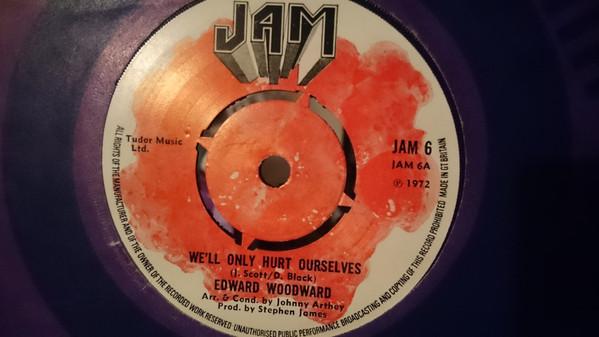 JAM
Tudor Music
Ltd.
JAM 6
JAM 6A
℗ 1972
WE'LL ONLY HURT OURSELVES
(J. Scott/D. Black)
EDWARD WOODWARD
Arr. & Cond. by Johnny Arthey
Prod. by Stephen James
ALL RIGHTS OF THE MANUFACTURER AND OF THE OWNER OF THE RECORDED WORK RESERVED UNAUTHORISED PUBLIC PERFORMANCE BROADCASTING AND COPYING OF THIS RECORD PROHIBITED MADE IN GT BRITAIN